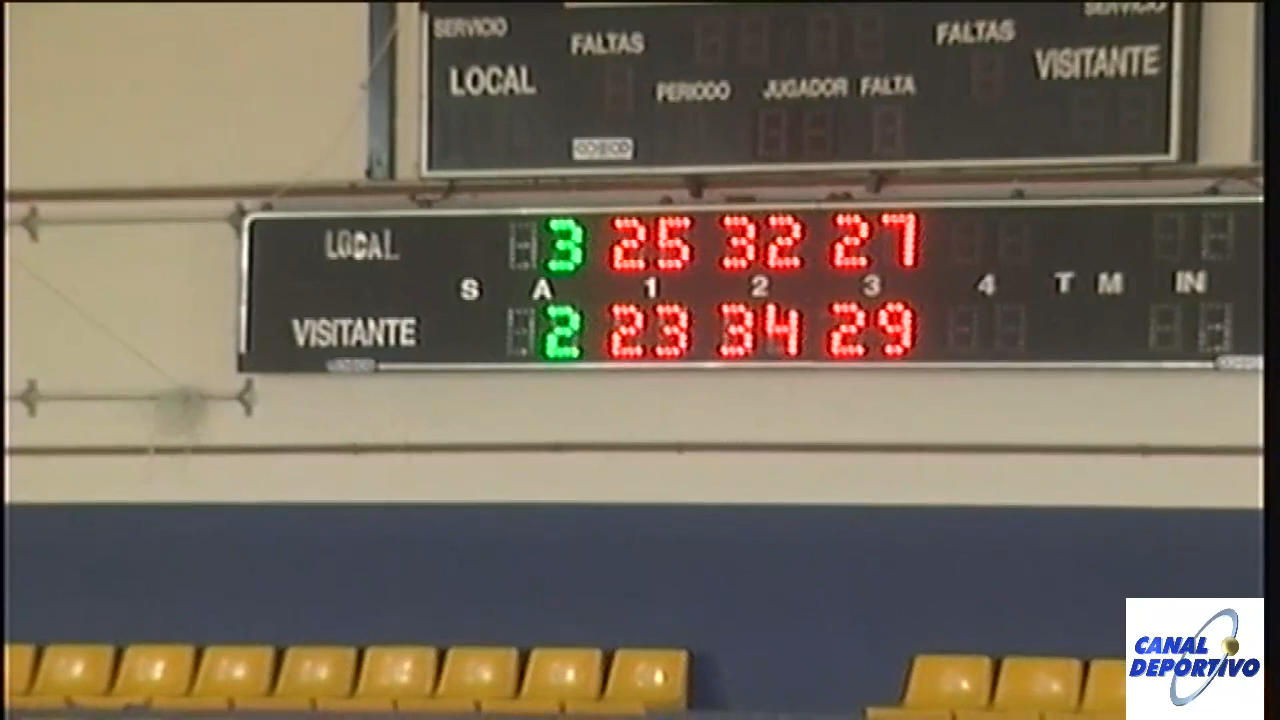 SERVICIO FALTAS FALTAS SERVICIO
LOCAL PERIODO JUGADOR FALTA VISITANTE
LOCAL 3 25 32 27
S A 1 2 3 4 T M IN
VISITANTE 2 23 34 29
CANAL
DEPORTIVO